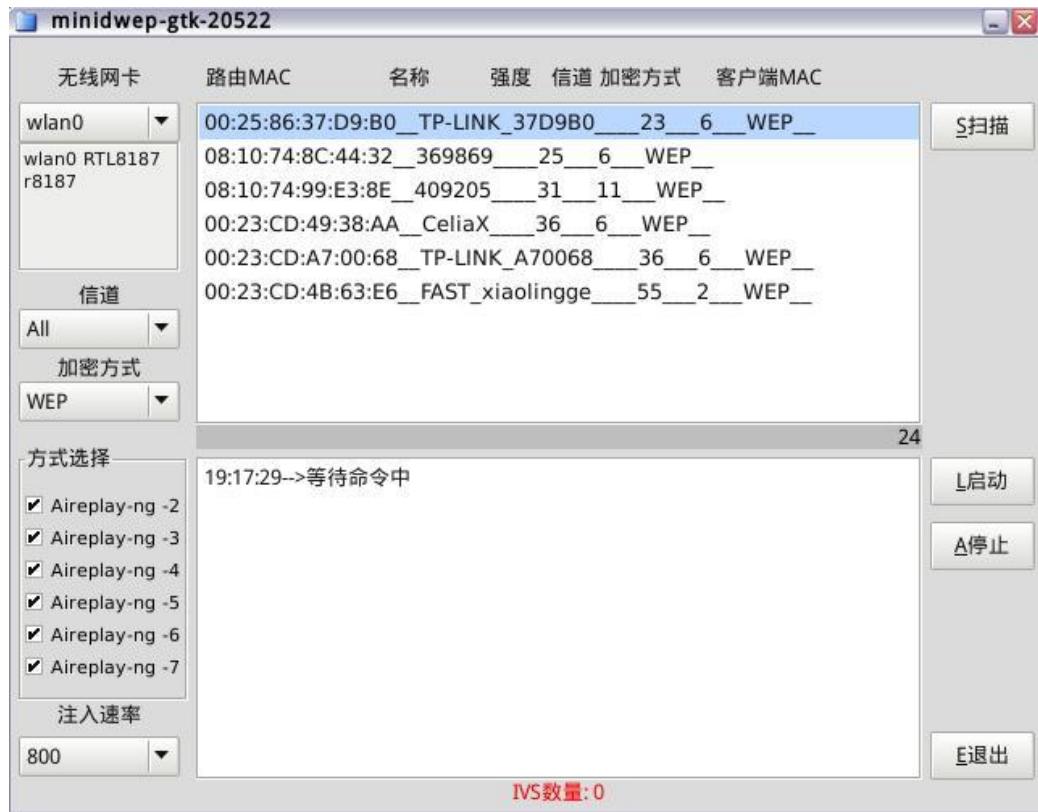 minidwep-gtk-20522
无线网卡
路由MAC 名称 强度 信道 加密方式 客户端MAC
wlan0
wlan0 RTL8187
r8187
00:25:86:37:D9:B0__TP-LINK_37D9B0____23___6___WEP__
08:10:74:8C:44:32__369869____25___6___WEP__
08:10:74:99:E3:8E__409205____31___11___WEP__
00:23:CD:49:38:AA__CeliaX____36___6___WEP__
00:23:CD:A7:00:68__TP-LINK_A70068____36___6___WEP__
00:23:CD:4B:63:E6__FAST_xiaolingge____55___2___WEP__
S扫描
信道
All
加密方式
WEP
24
方式选择
Aireplay-ng -2
Aireplay-ng -3
Aireplay-ng -4
Aireplay-ng -5
Aireplay-ng -6
Aireplay-ng -7
注入速率
800
19:17:29-->等待命令中
L启动
A停止
E退出
IVS数量: 0